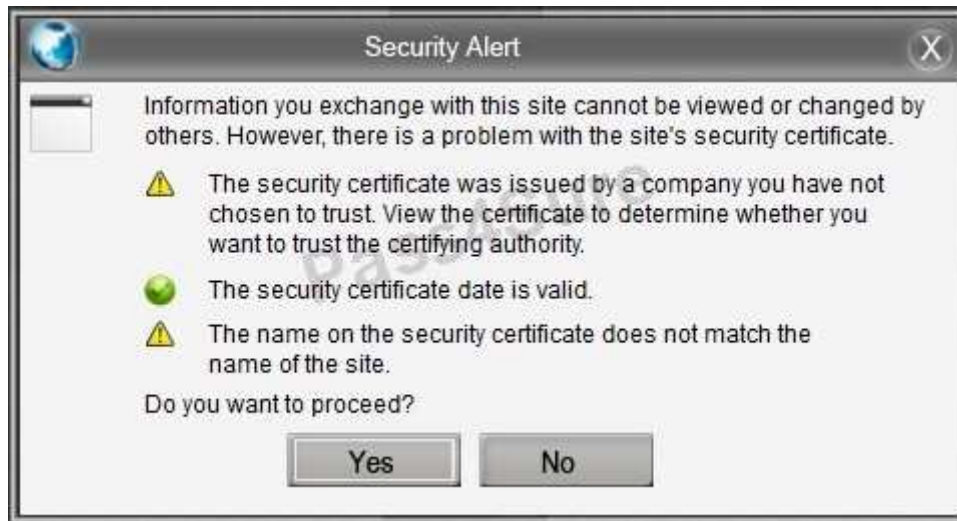 Security Alert
X
Information you exchange with this site cannot be viewed or changed by
others. However, there is a problem with the site's security certificate.
The security certificate was issued by a company you have not
chosen to trust. View the certificate to determine whether you
want to trust the certifying authority.
Pass4Sure
The security certificate date is valid.
The name on the security certificate does not match the
name of the site.
Do you want to proceed?
Yes
No